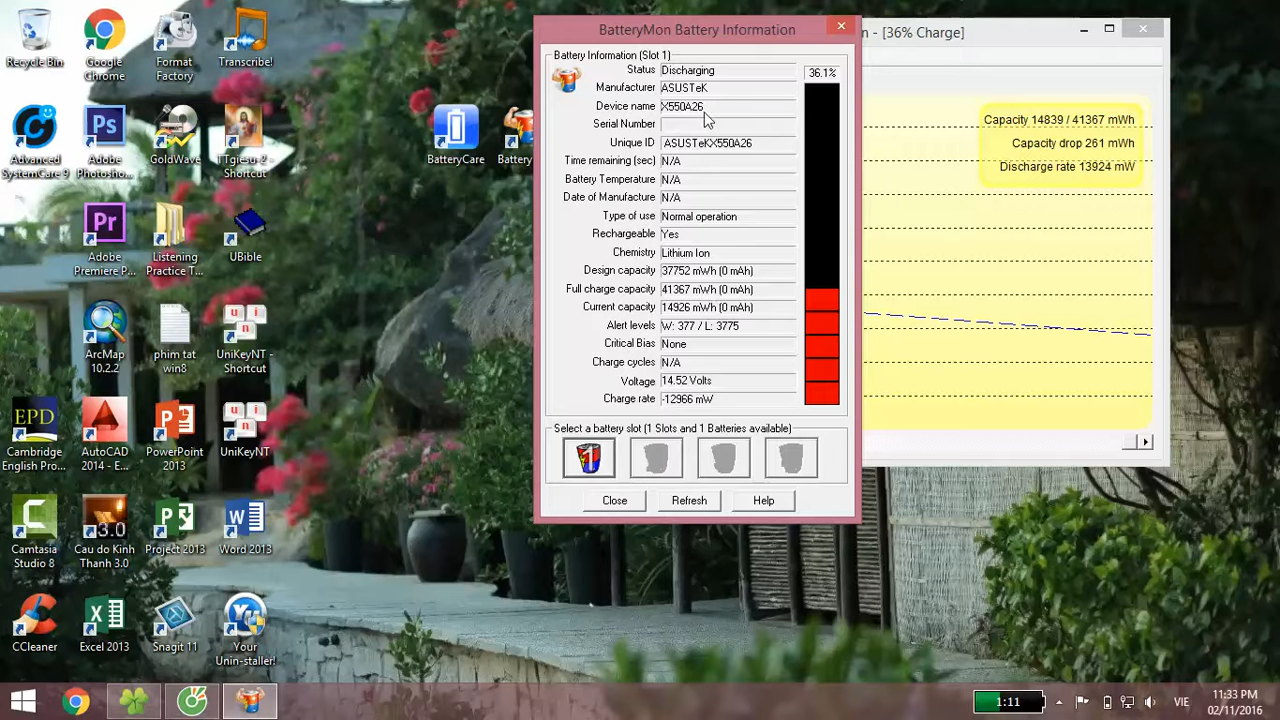 Recycle Bin
Google
Chrome
Format
Factory
Transcribe!
Advanced
SystemCare 9
Adobe
Photosho...
GoldWave
TTgiesu-2 -
Shortcut
Adobe
Premiere P...
Listening
Practice T...
UBible
ArcMap
10.2.2
phim tat
win8
UniKeyNT -
Shortcut
Cambridge
English Pro...
AutoCAD
2014 - E...
PowerPoint
2013
UniKeyNT
Camtasia
Studio 8
Cau do Kinh
Thanh 3.0
Project 2013
Word 2013
CCleaner
Excel 2013
Snagit 11
Your
Unin-staller!
BatteryCare
Battery
BatteryMon Battery Information
Battery Information (Slot 1)
Status Discharging
Manufacturer ASUSTeK
Device name X550A26
Serial Number
Unique ID ASUSTeKX550A26
Time remaining (sec) N/A
Battery Temperature N/A
Date of Manufacture N/A
Type of use Normal operation
Rechargeable Yes
Chemistry Lithium Ion
Design capacity 37752 mWh (0 mAh)
Full charge capacity 41367 mWh (0 mAh)
Current capacity 14926 mWh (0 mAh)
Alert levels W: 377 / L: 3775
Critical Bias None
Charge cycles N/A
Voltage 14.52 Volts
Charge rate -12966 mW
36.1%
Select a battery slot (1 Slots and 1 Batteries available)
1
Close Refresh Help
n - [36% Charge]
Capacity 14839 / 41367 mWh
Capacity drop 261 mWh
Discharge rate 13924 mW
1:11
VIE
11:33 PM
02/11/2016